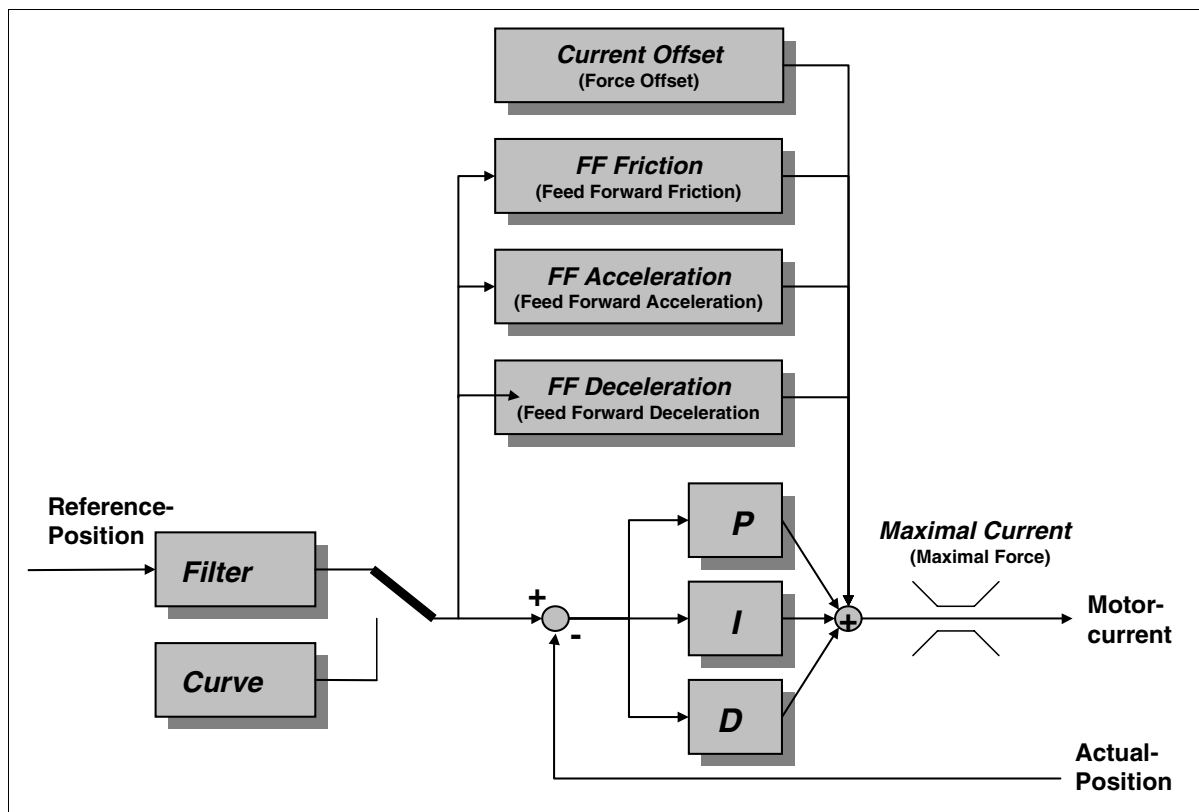 Current Offset
(Force Offset)
FF Friction
(Feed Forward Friction)
FF Acceleration
(Feed Forward Acceleration)
FF Deceleration
(Feed Forward Deceleration
Reference-
Position
Filter
Curve
+
-
P
I
D
+
Maximal Current
(Maximal Force)
Motor-
current
Actual-
Position